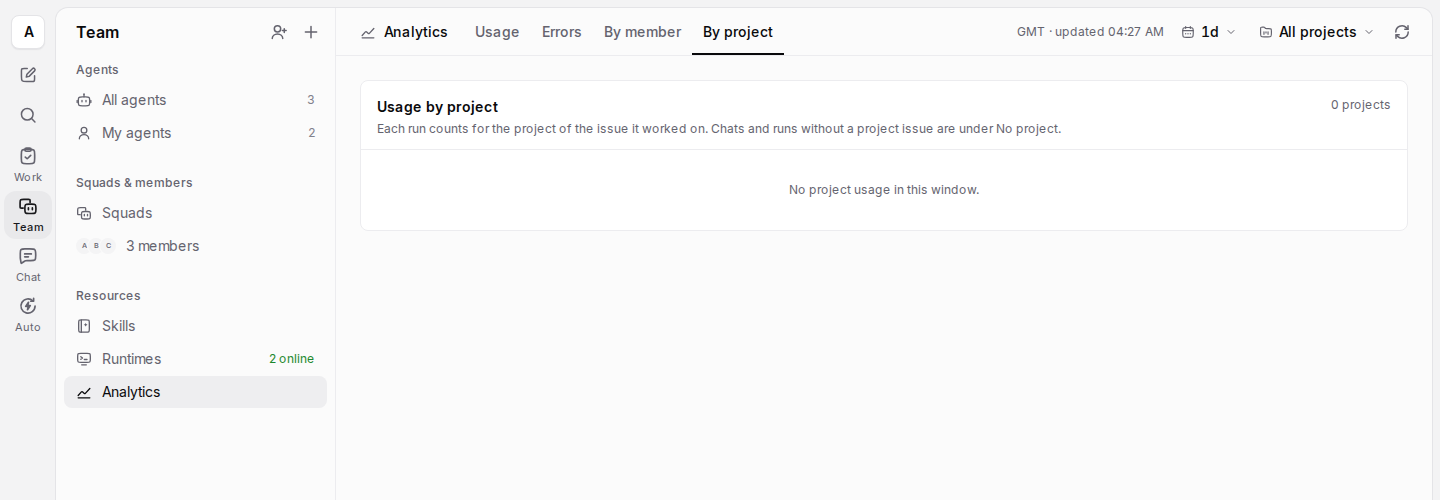 A
Work
Team
Chat
Auto
Team
Agents
All agents 3
My agents 2
Squads & members
Squads
A B C 3 members
Resources
Skills
Runtimes 2 online
Analytics
Analytics Usage Errors By member By project GMT · updated 04:27 AM 1d All projects
Usage by project 0 projects
Each run counts for the project of the issue it worked on. Chats and runs without a project issue are under No project.
No project usage in this window.